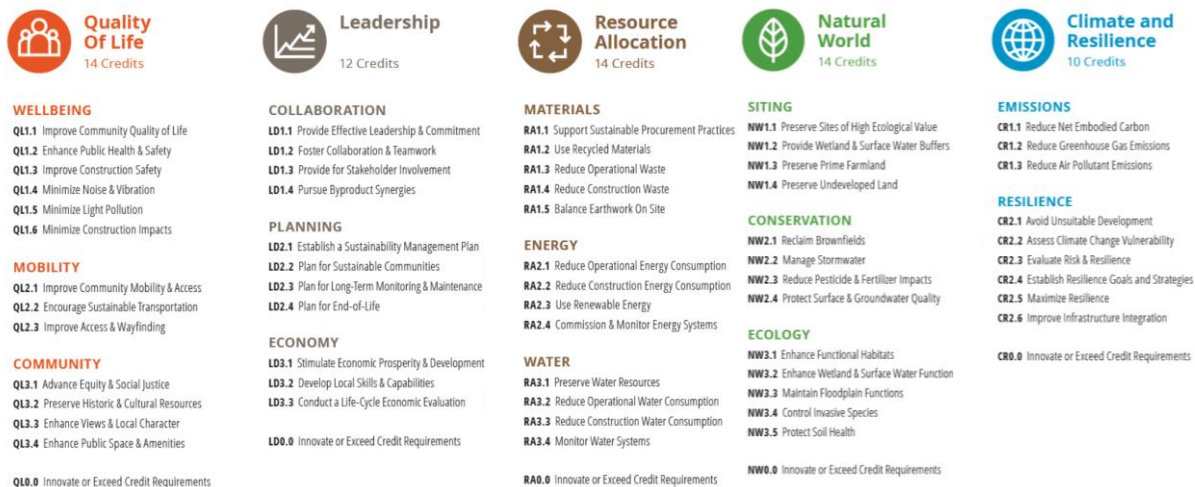 Quality
Of Life
14 Credits
WELLBEING
QL1.1 Improve Community Quality of Life
QL1.2 Enhance Public Health & Safety
QL1.3 Improve Construction Safety
QL1.4 Minimize Noise & Vibration
QL1.5 Minimize Light Pollution
QL1.6 Minimize Construction Impacts
MOBILITY
QL2.1 Improve Community Mobility & Access
QL2.2 Encourage Sustainable Transportation
QL2.3 Improve Access & Wayfinding
COMMUNITY
QL3.1 Advance Equity & Social Justice
QL3.2 Preserve Historic & Cultural Resources
QL3.3 Enhance Views & Local Character
QL3.4 Enhance Public Space & Amenities
QL0.0 Innovate or Exceed Credit Requirements
Leadership
12 Credits
COLLABORATION
LD1.1 Provide Effective Leadership & Commitment
LD1.2 Foster Collaboration & Teamwork
LD1.3 Provide for Stakeholder Involvement
LD1.4 Pursue Byproduct Synergies
PLANNING
LD2.1 Establish a Sustainability Management Plan
LD2.2 Plan for Sustainable Communities
LD2.3 Plan for Long-Term Monitoring & Maintenance
LD2.4 Plan for End-of-Life
ECONOMY
LD3.1 Stimulate Economic Prosperity & Development
LD3.2 Develop Local Skills & Capabilities
LD3.3 Conduct a Life-Cycle Economic Evaluation
LD0.0 Innovate or Exceed Credit Requirements
Resource
Allocation
14 Credits
MATERIALS
RA1.1 Support Sustainable Procurement Practices
RA1.2 Use Recycled Materials
RA1.3 Reduce Operational Waste
RA1.4 Reduce Construction Waste
RA1.5 Balance Earthwork On Site
ENERGY
RA2.1 Reduce Operational Energy Consumption
RA2.2 Reduce Construction Energy Consumption
RA2.3 Use Renewable Energy
RA2.4 Commission & Monitor Energy Systems
WATER
RA3.1 Preserve Water Resources
RA3.2 Reduce Operational Water Consumption
RA3.3 Reduce Construction Water Consumption
RA3.4 Monitor Water Systems
RA0.0 Innovate or Exceed Credit Requirements
Natural
World
14 Credits
SITING
NW1.1 Preserve Sites of High Ecological Value
NW1.2 Provide Wetland & Surface Water Buffers
NW1.3 Preserve Prime Farmland
NW1.4 Preserve Undeveloped Land
CONSERVATION
NW2.1 Reclaim Brownfields
NW2.2 Manage Stormwater
NW2.3 Reduce Pesticide & Fertilizer Impacts
NW2.4 Protect Surface & Groundwater Quality
ECOLOGY
NW3.1 Enhance Functional Habitats
NW3.2 Enhance Wetland & Surface Water Function
NW3.3 Maintain Floodplain Functions
NW3.4 Control Invasive Species
NW3.5 Protect Soil Health
NW0.0 Innovate or Exceed Credit Requirements
Climate and
Resilience
10 Credits
EMISSIONS
CR1.1 Reduce Net Embodied Carbon
CR1.2 Reduce Greenhouse Gas Emissions
CR1.3 Reduce Air Pollutant Emissions
RESILIENCE
CR2.1 Avoid Unsuitable Development
CR2.2 Assess Climate Change Vulnerability
CR2.3 Evaluate Risk & Resilience
CR2.4 Establish Resilience Goals and Strategies
CR2.5 Maximize Resilience
CR2.6 Improve Infrastructure Integration
CR0.0 Innovate or Exceed Credit Requirements